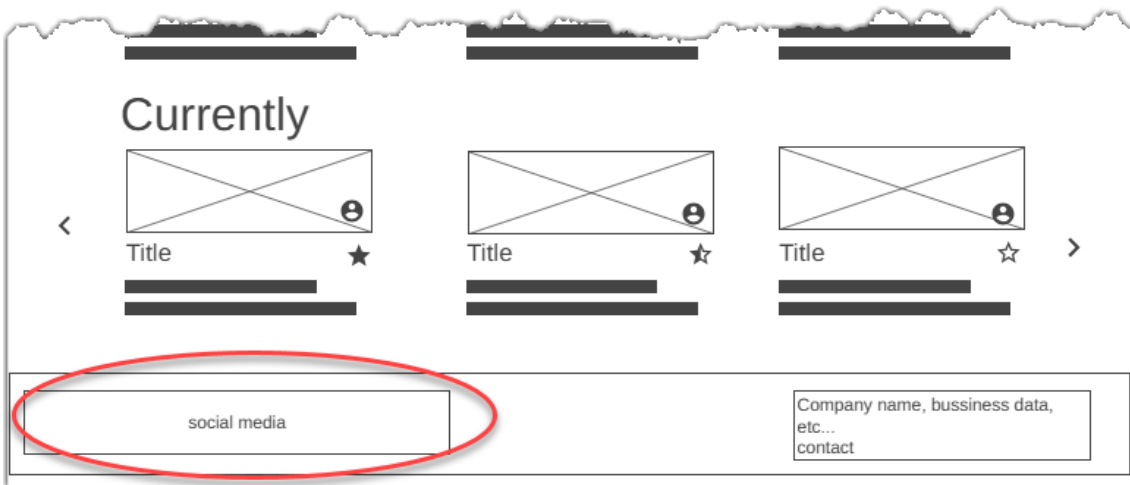 Currently
Title
Title
Title
social media
Company name, bussiness data,
etc...
contact